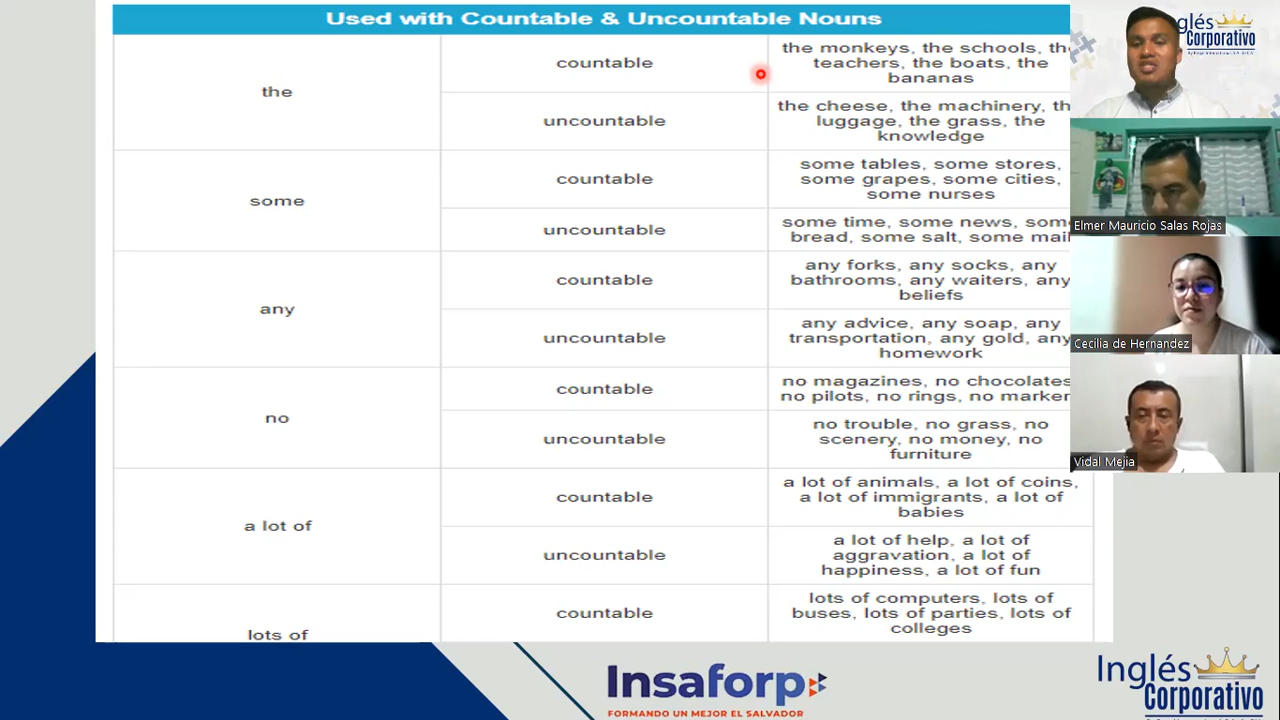 Used with Countable & Uncountable Nouns
the
countable
the monkeys, the schools, the
teachers, the boats, the
bananas
uncountable
the cheese, the machinery, th
luggage, the grass, the
knowledge
some
countable
some tables, some stores,
some grapes, some cities,
some nurses
uncountable
some time, some news, som
bread, some salt, some mai
any
countable
any forks, any socks, any
bathrooms, any waiters, any
beliefs
uncountable
any advice, any soap, any
transportation, any gold, any
homework
no
countable
no magazines, no chocolates
no pilots, no rings, no marker
uncountable
no trouble, no grass, no
scenery, no money, no
furniture
a lot of
countable
a lot of animals, a lot of coins,
a lot of immigrants, a lot of
babies
uncountable
a lot of help, a lot of
aggravation, a lot of
happiness, a lot of fun
lots of
countable
lots of computers, lots of
buses, lots of parties, lots of
colleges
nglés
Corporativo
Elmer Mauricio Salas Rojas
Cecilia de Hernandez
Vidal Mejia
Insaforp
FORMANDO UN MEJOR EL SALVADOR
Inglés
Corporativo